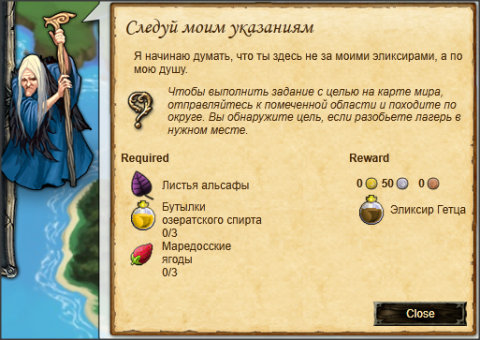 Следуй моим указаниям
Я начинаю думать, что ты здесь не за моими эликсирами, а по
мою душу.
Чтобы выполнить задание с целью на карте мира,
отправляйтесь к помеченной области и походите по
округе. Вы обнаружите цель, если разобьете лагерь в
нужном месте.
Required
Reward
Листья альсафы
0 50 0
Бутылки
озератского спирта
0/3
Эликсир Гетца
Маредосские
ягоды
0/3
Close